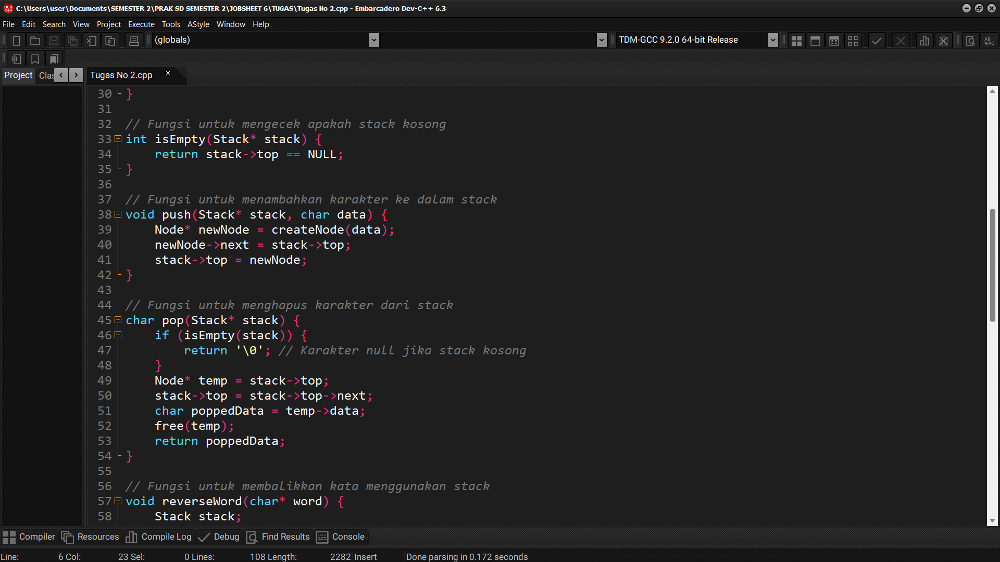 C:\Users\user\Documents\SEMESTER 2\PRAK SD SEMESTER 2\JOBSHEET 6\TUGAS\Tugas No 2.cpp - Embarcadero Dev-C++ 6.3
File Edit Search View Project Execute Tools AStyle Window Help
(globals) TDM-GCC 9.2.0 64-bit Release
Project Clas Tugas No 2.cpp
30 }
31
32 // Fungsi untuk mengecek apakah stack kosong
33 int isEmpty(Stack* stack) {
34     return stack->top == NULL;
35 }
36
37 // Fungsi untuk menambahkan karakter ke dalam stack
38 void push(Stack* stack, char data) {
39     Node* newNode = createNode(data);
40     newNode->next = stack->top;
41     stack->top = newNode;
42 }
43
44 // Fungsi untuk menghapus karakter dari stack
45 char pop(Stack* stack) {
46     if (isEmpty(stack)) {
47         return '\0'; // Karakter null jika stack kosong
48     }
49     Node* temp = stack->top;
50     stack->top = stack->top->next;
51     char poppedData = temp->data;
52     free(temp);
53     return poppedData;
54 }
55
56 // Fungsi untuk membalikkan kata menggunakan stack
57 void reverseWord(char* word) {
58     Stack stack;
Compiler Resources Compile Log Debug Find Results Console
Line: 6 Col: 23 Sel: 0 Lines: 108 Length: 2282 Insert Done parsing in 0.172 seconds